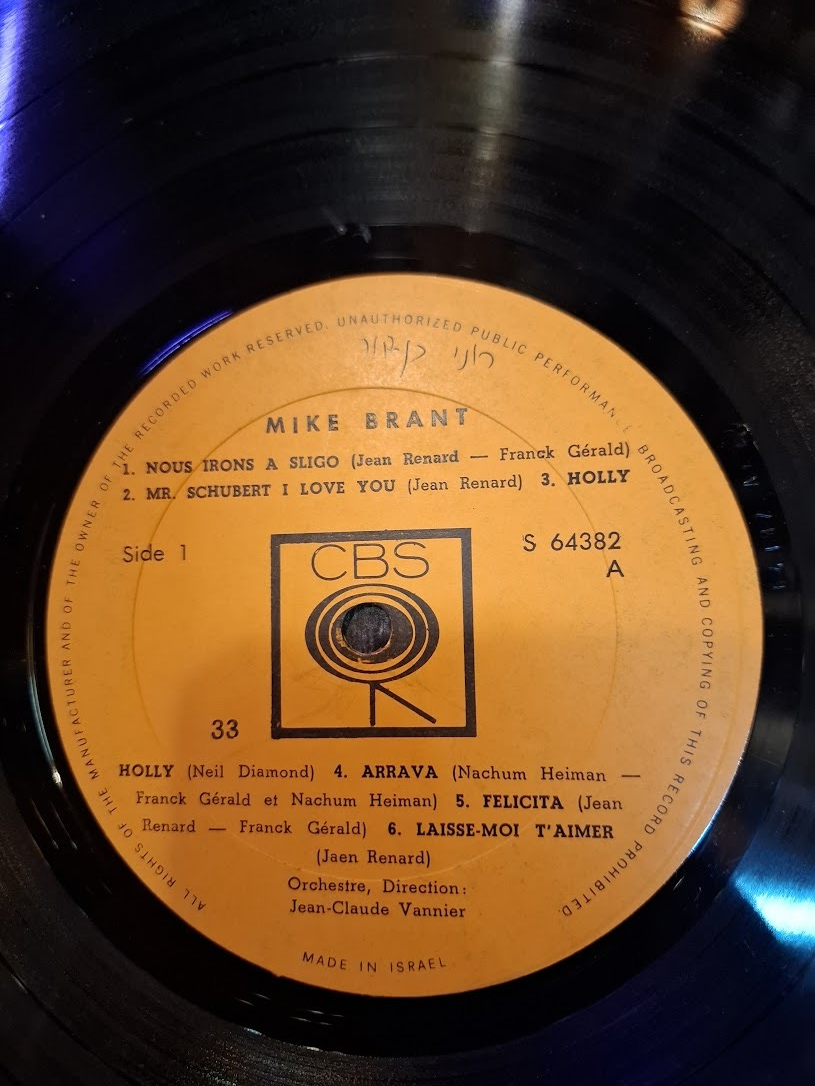 ALL RIGHTS OF THE MANUFACTURER AND OF THE OWNER OF THE RECORDED WORK RESERVED. UNAUTHORIZED PUBLIC PERFORMANCE BROADCASTING AND COPYING OF THIS RECORD PROHIBITED.
רוני
MIKE BRANT
1. NOUS IRONS A SLIGO (Jean Renard — Franck Gérald)
2. MR. SCHUBERT I LOVE YOU (Jean Renard) 3. HOLLY
Side 1
S 64382
A
CBS
33
HOLLY (Neil Diamond) 4. ARRAVA (Nachum Heiman —
Franck Gérald et Nachum Heiman) 5. FELICITA (Jean
Renard — Franck Gérald) 6. LAISSE-MOI T'AIMER
(Jaen Renard)
Orchestre, Direction:
Jean-Claude Vannier
MADE IN ISRAEL